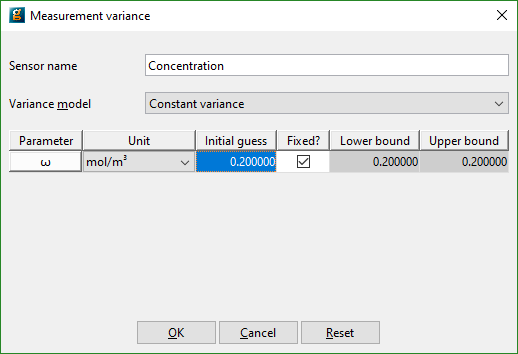 Measurement variance
Sensor name Concentration
Variance model Constant variance
Parameter Unit Initial guess Fixed? Lower bound Upper bound
ω mol/m³ 0.200000 0.200000 0.200000
OK Cancel Reset